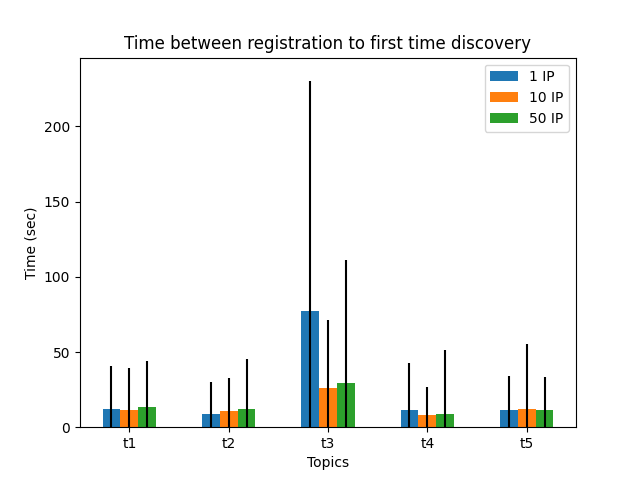 Time between registration to first time discovery
1 IP
10 IP
50 IP
200
150
100
50
0
Time (sec)
t1 t2 t3 t4 t5
Topics